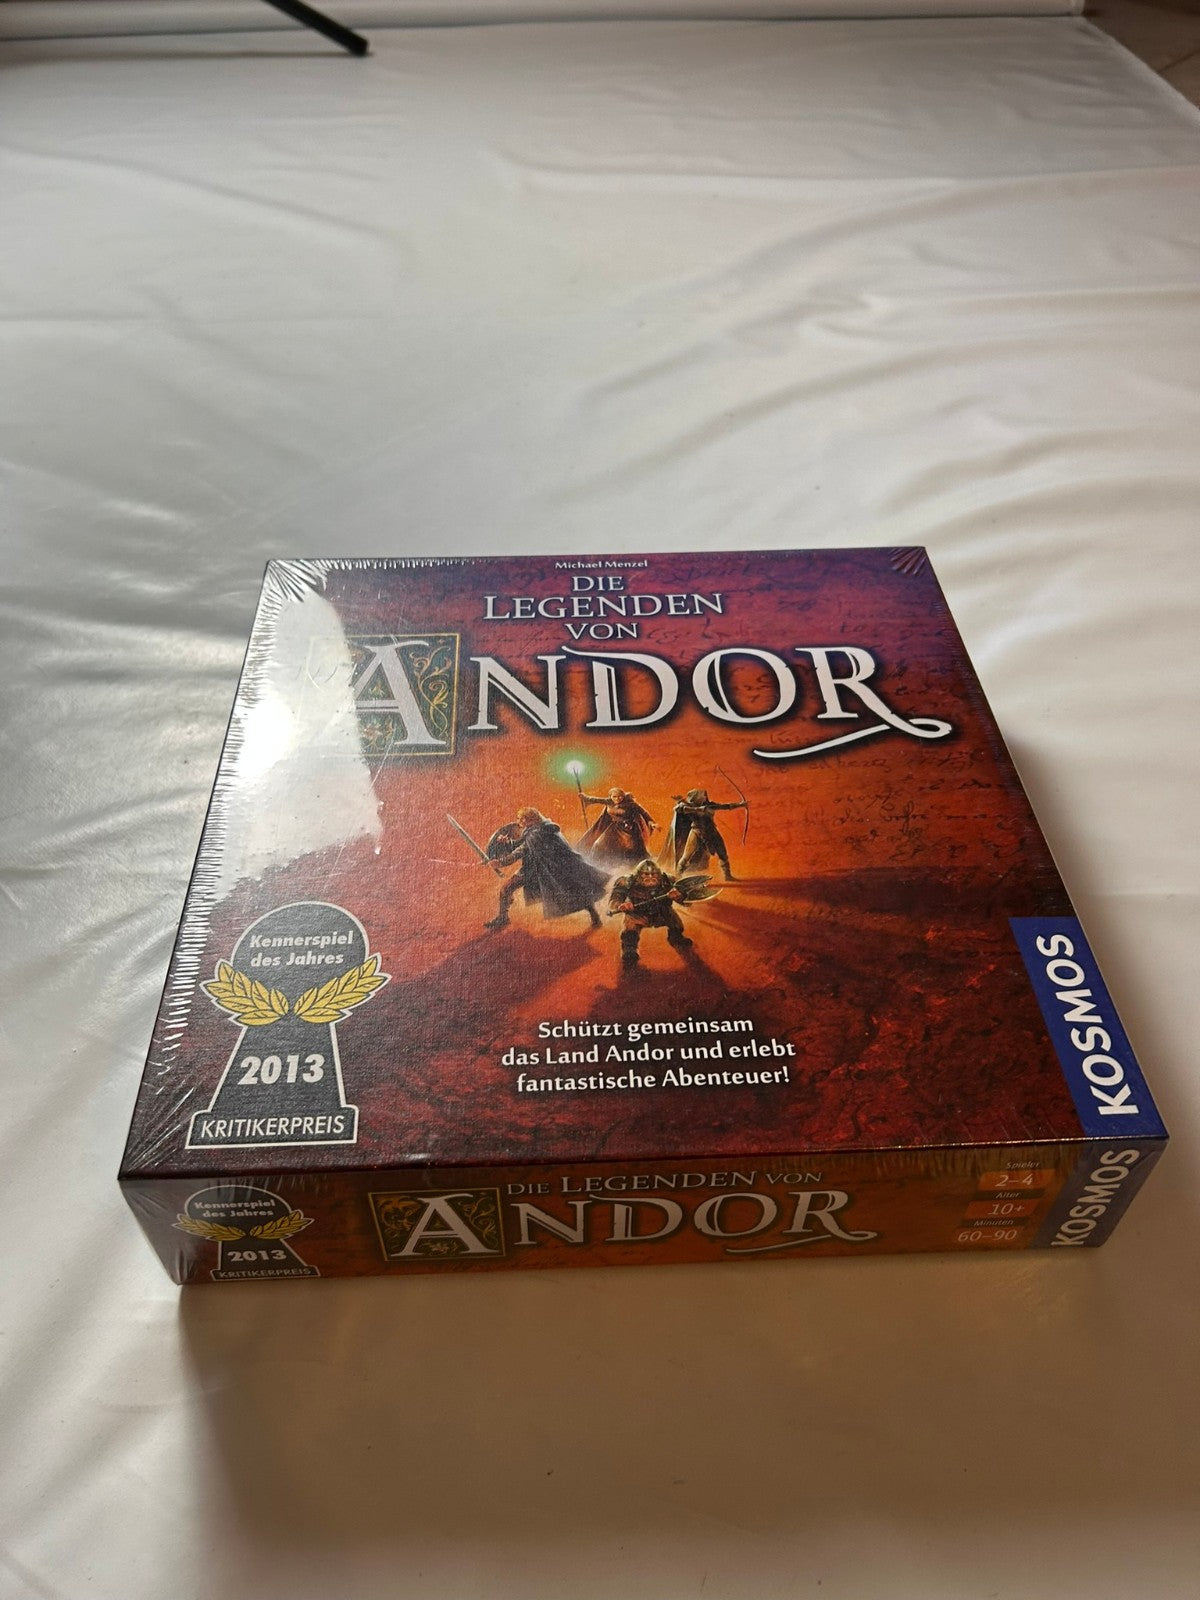 Michael Menzel
DIE
LEGENDEN
VON
ANDOR
Kennerspiel
des Jahres
2013
KRITIKERPREIS
Schützt gemeinsam
das Land Andor und erlebt
fantastische Abenteuer!
KOSMOS
Kennerspiel
des Jahres
2013
KRITIKERPREIS
DIE LEGENDEN VON
ANDOR
Spieler
2–4
Alter
10+
Minuten
60–90
KOSMOS